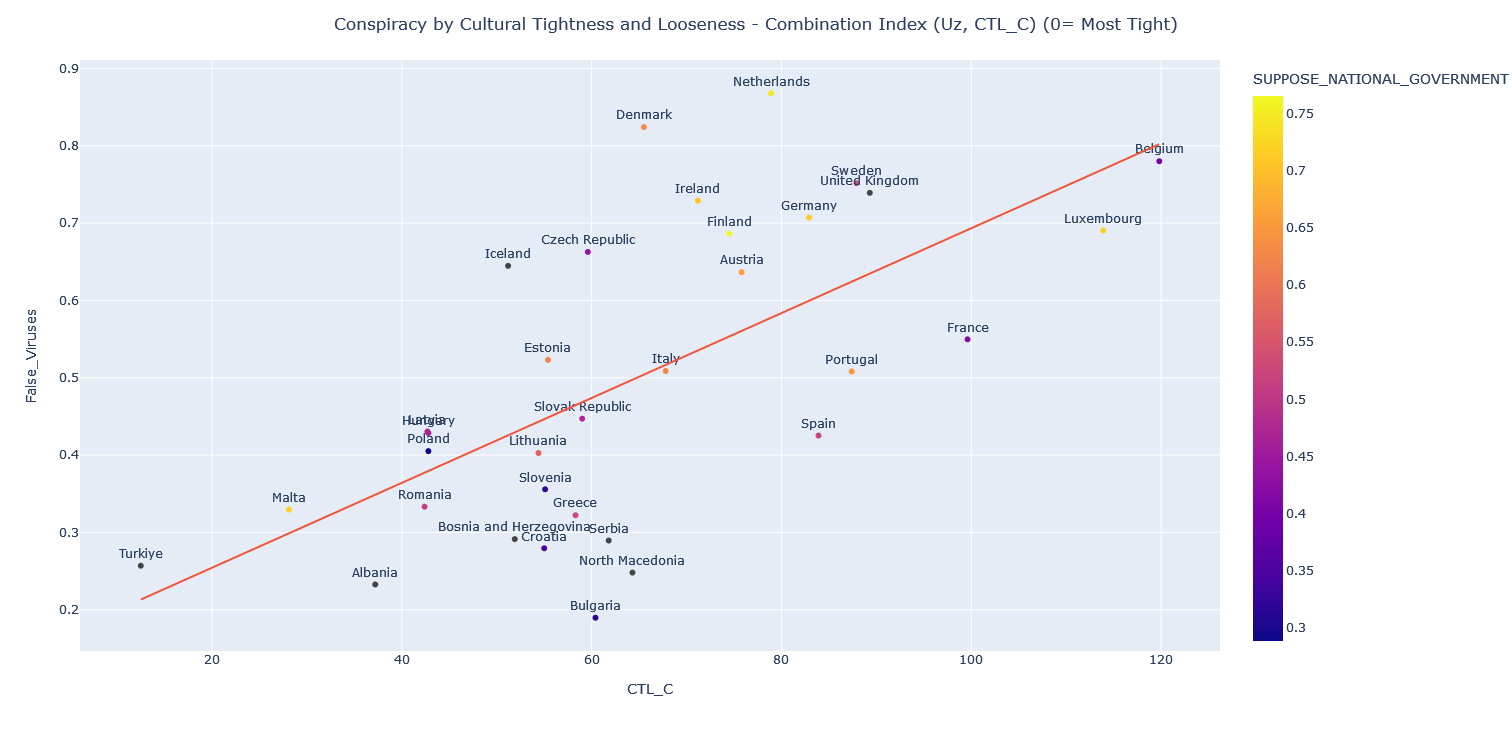 Conspiracy by Cultural Tightness and Looseness - Combination Index (Uz, CTL_C) (0= Most Tight)
SUPPOSE_NATIONAL_GOVERNMENT
0.9
0.8
0.7
0.6
0.5
0.4
0.3
0.2
False_Viruses
Netherlands
Denmark
Belgium
Sweden
United Kingdom
Ireland
Germany
Finland
Luxembourg
Czech Republic
Iceland
Austria
France
Estonia
Italy
Portugal
Slovak Republic
Latvia
Hungary
Spain
Poland
Lithuania
Slovenia
Malta
Romania
Greece
Bosnia and Herzegovina
Serbia
Croatia
Turkiye
North Macedonia
Albania
Bulgaria
20
40
60
80
100
120
CTL_C
0.75
0.7
0.65
0.6
0.55
0.5
0.45
0.4
0.35
0.3